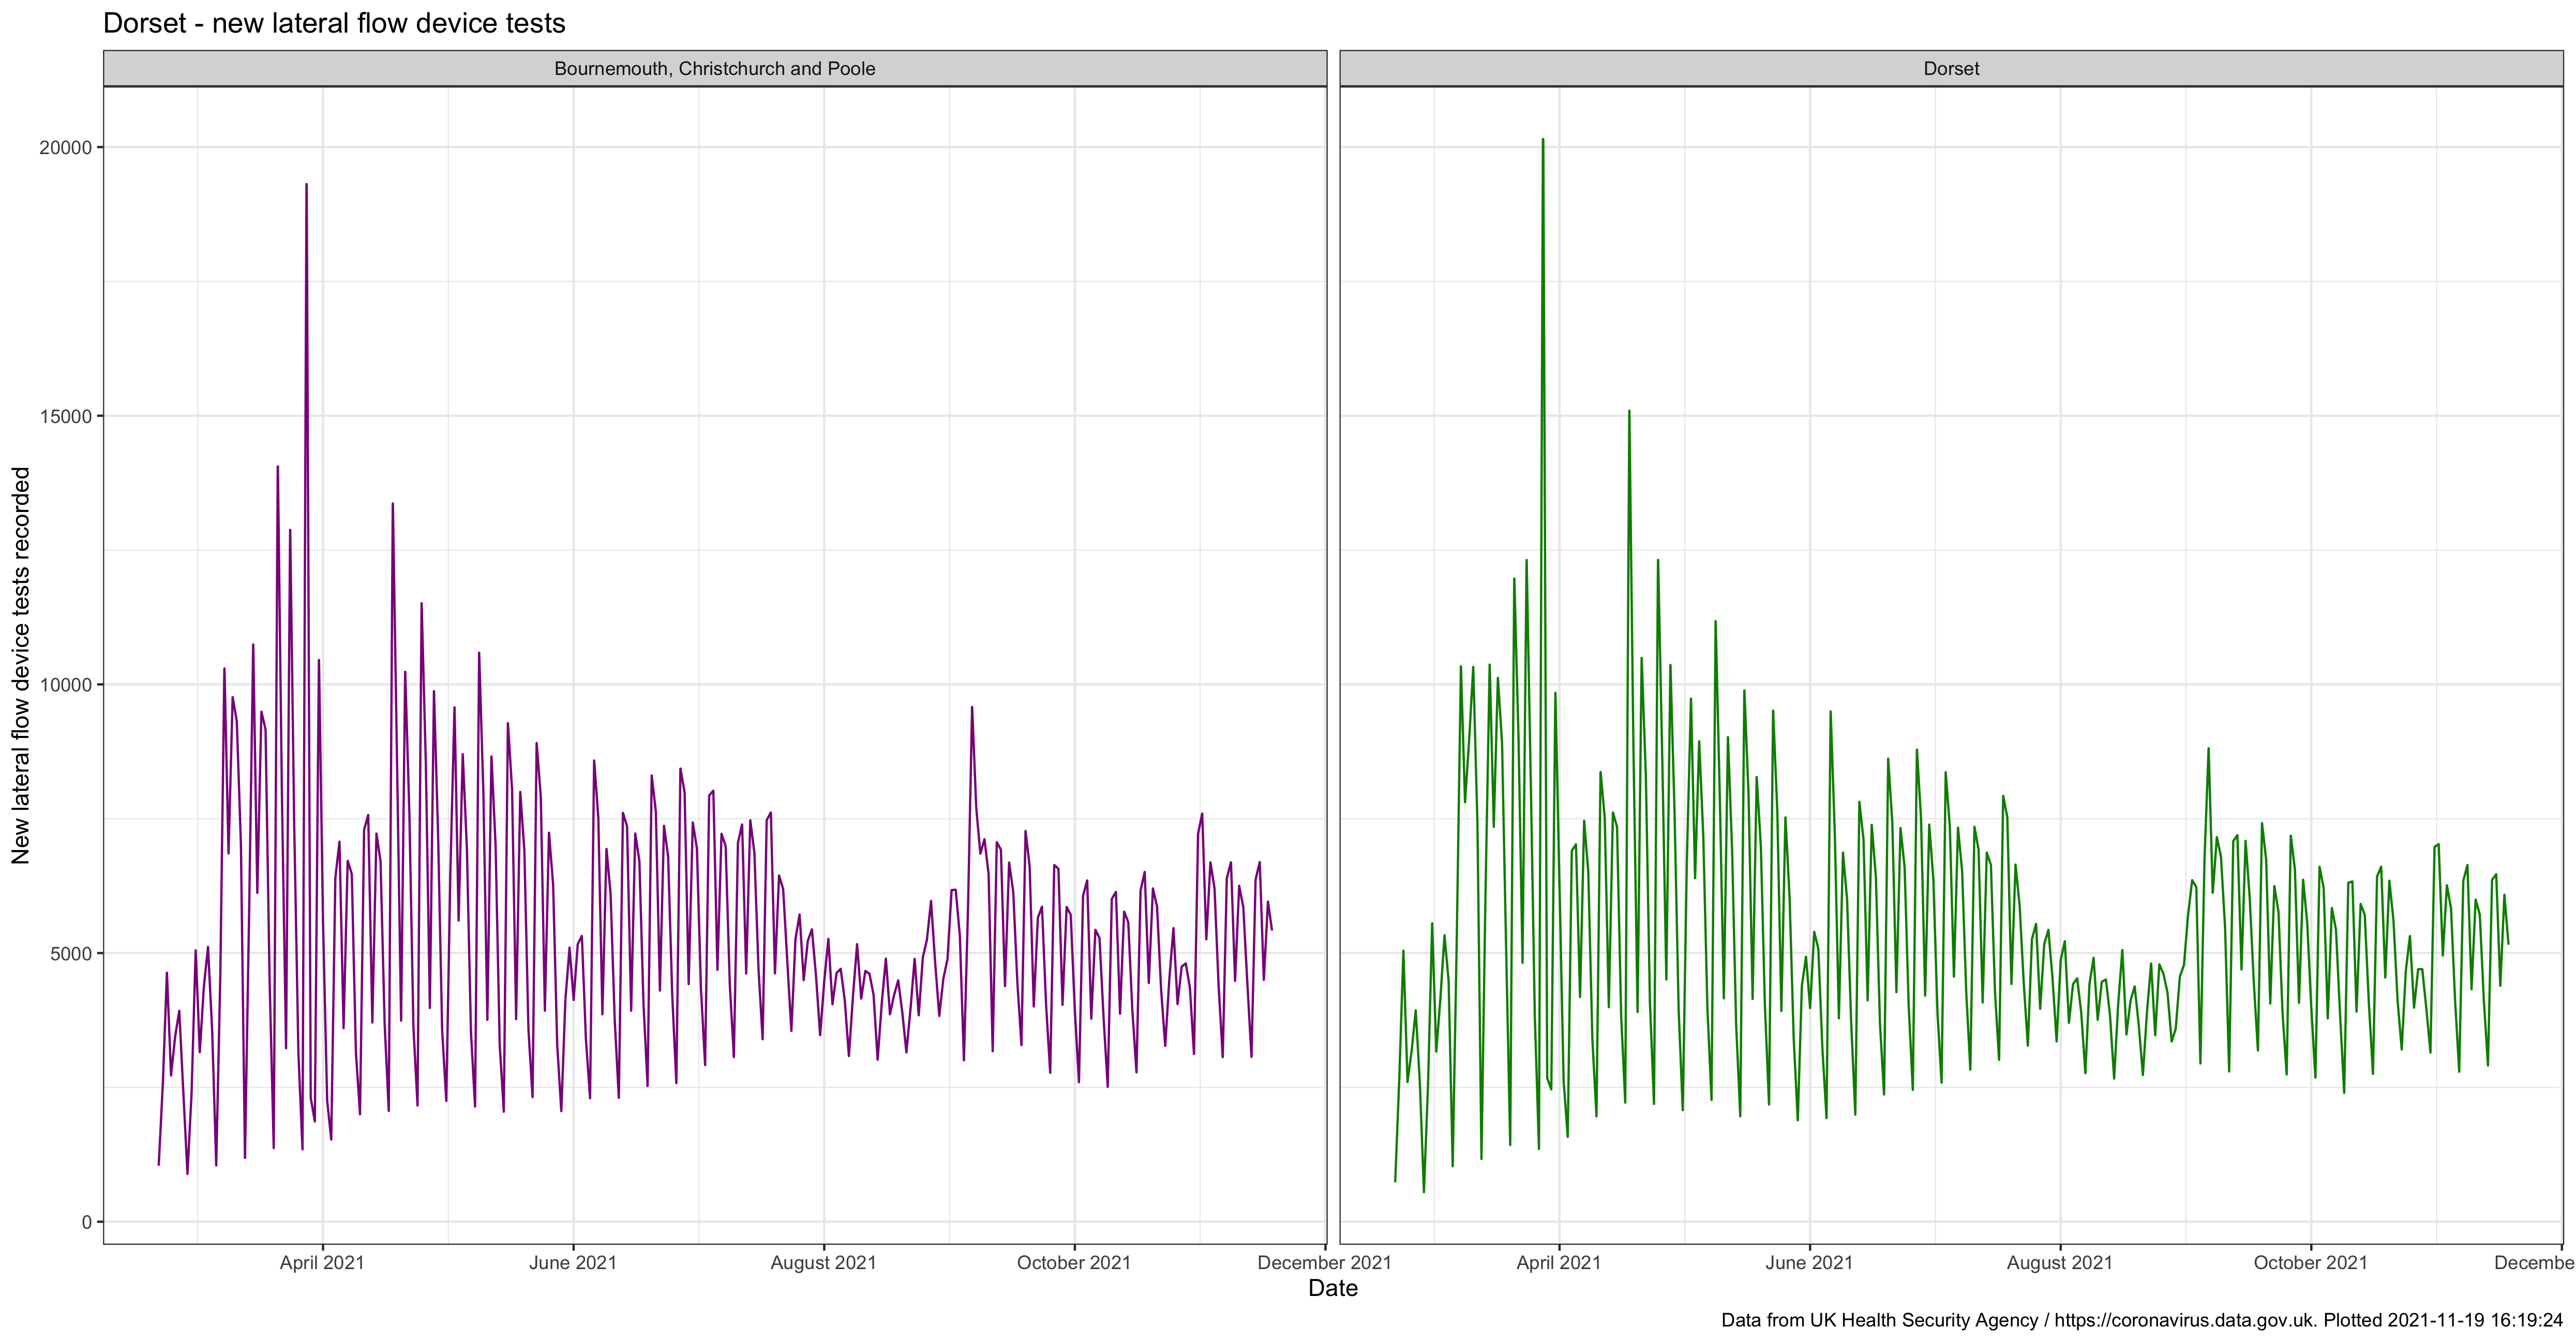 Dorset - new lateral flow device tests
Bournemouth, Christchurch and Poole
Dorset
New lateral flow device tests recorded
20000
15000
10000
5000
0
April 2021
June 2021
August 2021
October 2021
December 2021
April 2021
June 2021
August 2021
October 2021
Decembe
Date
Data from UK Health Security Agency / https://coronavirus.data.gov.uk. Plotted 2021-11-19 16:19:24